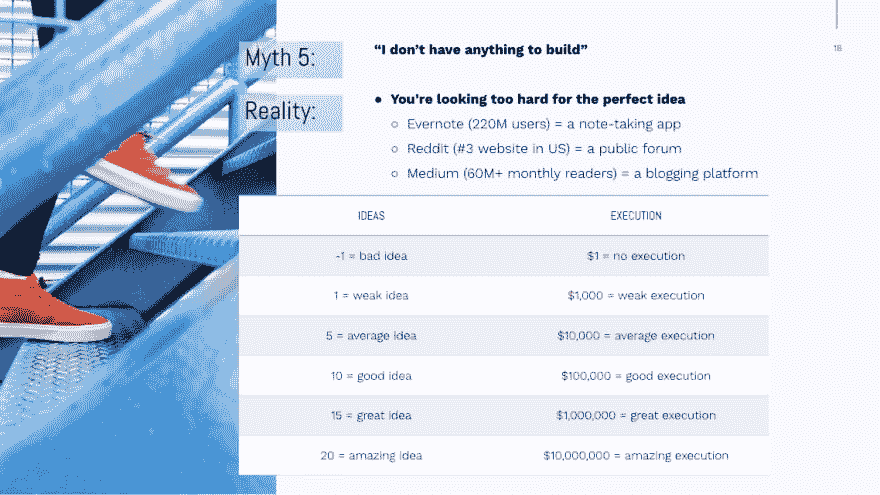 Myth 5:
“I don’t have anything to build”
18
Reality:
● You're looking too hard for the perfect idea
○ Evernote (220M users) = a note-taking app
○ Reddit (#3 website in US) = a public forum
○ Medium (60M+ monthly readers) = a blogging platform
IDEAS EXECUTION
-1 = bad idea $1 = no execution
1 = weak idea $1,000 = weak execution
5 = average idea $10,000 = average execution
10 = good idea $100,000 = good execution
15 = great idea $1,000,000 = great execution
20 = amazing idea $10,000,000 = amazing execution